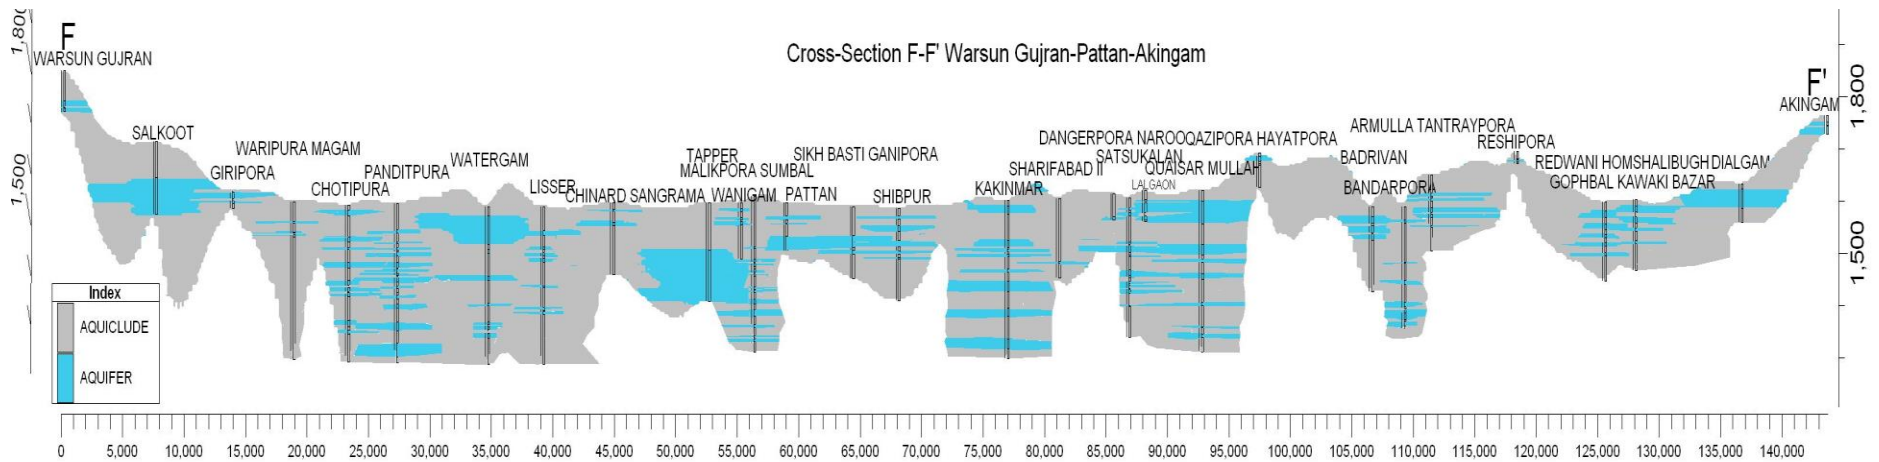 Cross-Section F-F' Warsun Gujran-Pattan-Akingam
F
F'
WARSUN GUJRAN
SALKOOT
GIRIPORA
WARIPURA MAGAM
CHOTIPURA
PANDITPURA
WATERGAM
LISSER
CHINARD SANGRAMA
TAPPER
MALIKPORA SUMBAL
WANIGAM
PATTAN
SIKH BASTI GANIPORA
SHIBPUR
KAKINMAR
SHARIFABAD II
DANGERPORA NAROO
SATSUKALAN
LALGAON
QUAISAR MULLAH
QAZIPORA HAYATPORA
BADRIVAN
BANDARPORA
ARMULLA TANTRAYPORA
RESHIPORA
REDWANI HOMSHALIBUGH
GOPHBAL KAWAKI BAZAR
DIALGAM
AKINGAM
1,800
1,500
1,800
1,500
Index
AQUICLUDE
AQUIFER
0 5,000 10,000 15,000 20,000 25,000 30,000 35,000 40,000 45,000 50,000 55,000 60,000 65,000 70,000 75,000 80,000 85,000 90,000 95,000 100,000 105,000 110,000 115,000 120,000 125,000 130,000 135,000 140,000